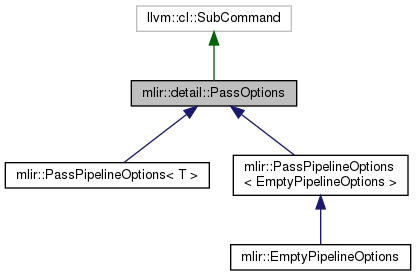 llvm::cl::SubCommand
mlir::detail::PassOptions
mlir::PassPipelineOptions< T >
mlir::PassPipelineOptions
< EmptyPipelineOptions >
mlir::EmptyPipelineOptions